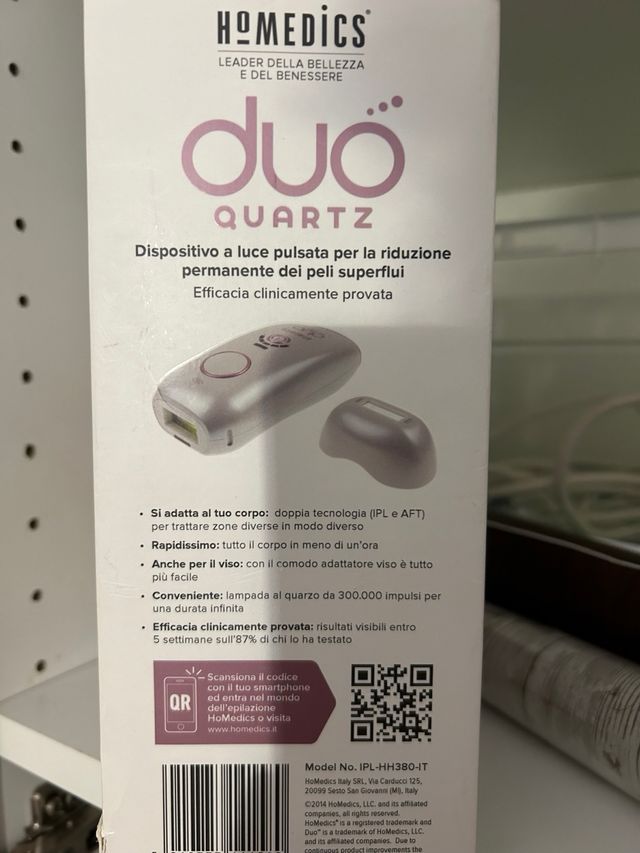 HoMEDICS®
LEADER DELLA BELLEZZA
E DEL BENESSERE
duo
QUARTZ
Dispositivo a luce pulsata per la riduzione
permanente dei peli superflui
Efficacia clinicamente provata
duo
• Si adatta al tuo corpo: doppia tecnologia (IPL e AFT)
per trattare zone diverse in modo diverso
• Rapidissimo: tutto il corpo in meno di un'ora
• Anche per il viso: con il comodo adattatore viso è tutto
più facile
• Conveniente: lampada al quarzo da 300.000 impulsi per
una durata infinita
• Efficacia clinicamente provata: risultati visibili entro
5 settimane sull'87% di chi lo ha testato
QR
Scansiona il codice
con il tuo smartphone
ed entra nel mondo
dell'epilazione
HoMedics o visita
www.homedics.it
Model No. IPL-HH380-IT
HoMedics Italy SRL, Via Carducci 125,
20099 Sesto San Giovanni (MI), Italy
©2014 HoMedics, LLC. and its affiliated
companies, all rights reserved.
HoMedics® is a registered trademark and
Duo™ is a trademark of HoMedics, LLC.
and its affiliated companies. Due to
continuous product improvements the